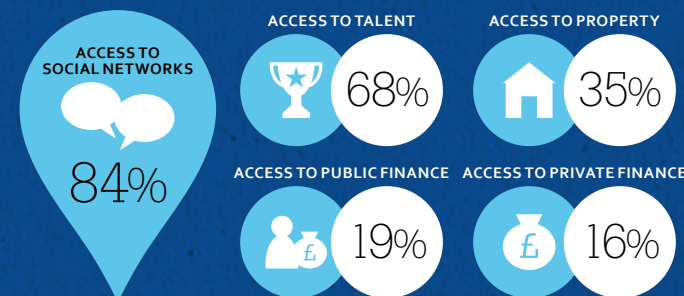 ACCESS TO
SOCIAL NETWORKS
84%
ACCESS TO TALENT
68%
ACCESS TO PROPERTY
35%
ACCESS TO PUBLIC FINANCE
£
19%
ACCESS TO PRIVATE FINANCE
£
16%